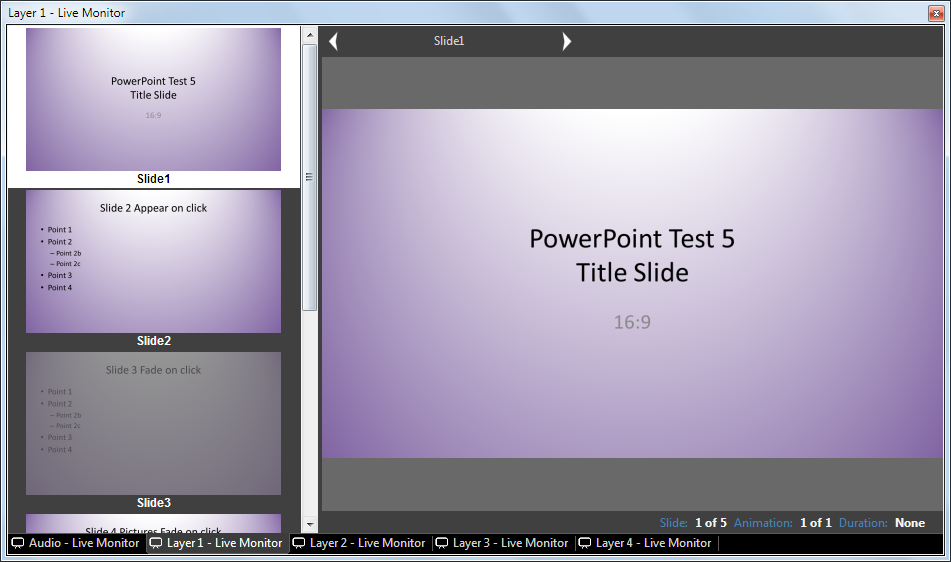 Layer 1 - Live Monitor
PowerPoint Test 5
Title Slide
16:9
Slide1
Slide 2 Appear on click
• Point 1
• Point 2
– Point 2b
– Point 2c
• Point 3
• Point 4
Slide2
Slide 3 Fade on click
• Point 1
• Point 2
– Point 2b
– Point 2c
• Point 3
• Point 4
Slide3
Slide 4 Pictures Fade on click
Slide1
PowerPoint Test 5
Title Slide
16:9
Slide: 1 of 5 Animation: 1 of 1 Duration: None
Audio - Live Monitor
Layer 1 - Live Monitor
Layer 2 - Live Monitor
Layer 3 - Live Monitor
Layer 4 - Live Monitor